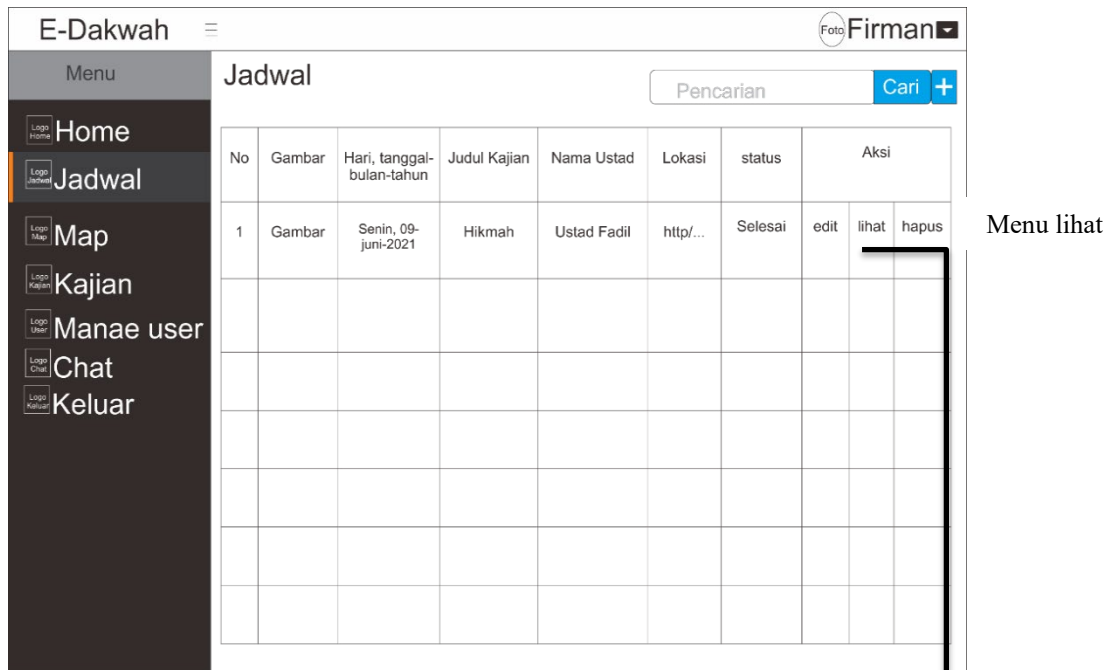 E-Dakwah
Foto Firman
Menu
Jadwal
Pencarian
Cari +
Logo Home Home
Logo Jadwal Jadwal
Logo Map Map
Logo Kajian Kajian
Logo User Manae user
Logo Chat Chat
Logo Keluar Keluar
No Gambar Hari, tanggal- Judul Kajian Nama Ustad Lokasi status Aksi
bulan-tahun
1 Gambar Senin, 09- Hikmah Ustad Fadil http/... Selesai edit lihat hapus
juni-2021
Menu lihat